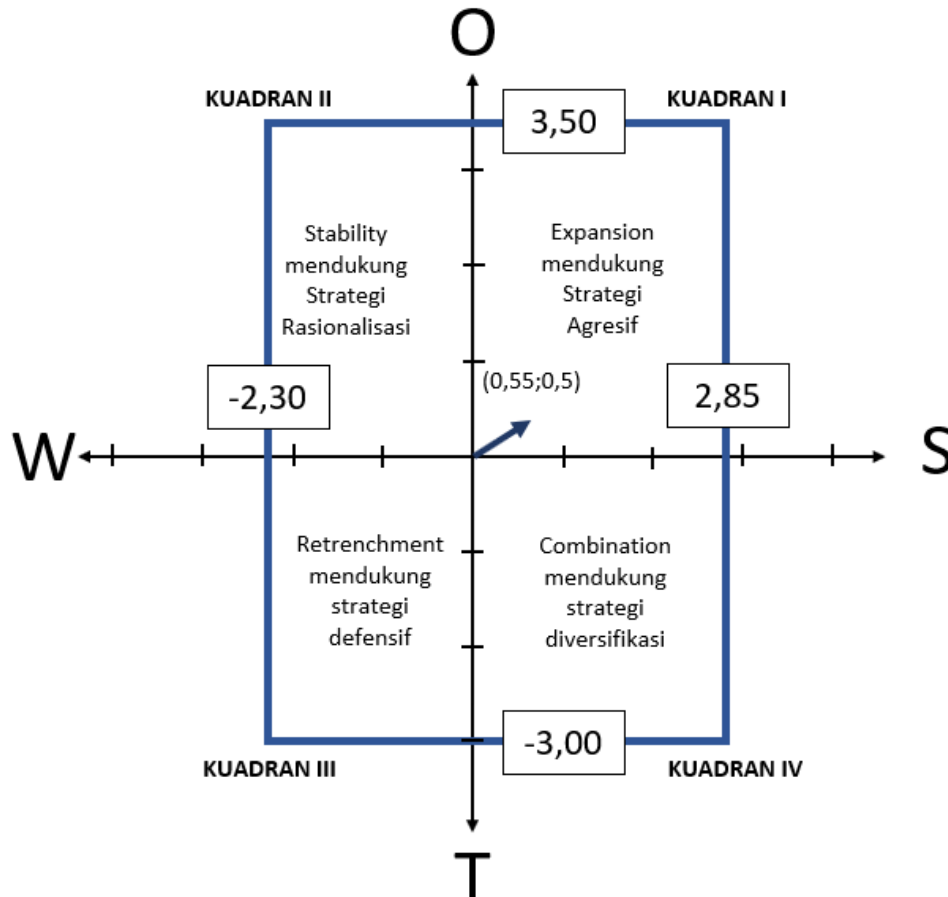 O
KUADRAN II
KUADRAN I
3,50
Stability
mendukung
Strategi
Rasionalisasi
Expansion
mendukung
Strategi
Agresif
(0,55;0,5)
-2,30
2,85
W
S
Retrenchment
mendukung
strategi
defensif
Combination
mendukung
strategi
diversifikasi
-3,00
KUADRAN III
KUADRAN IV
T